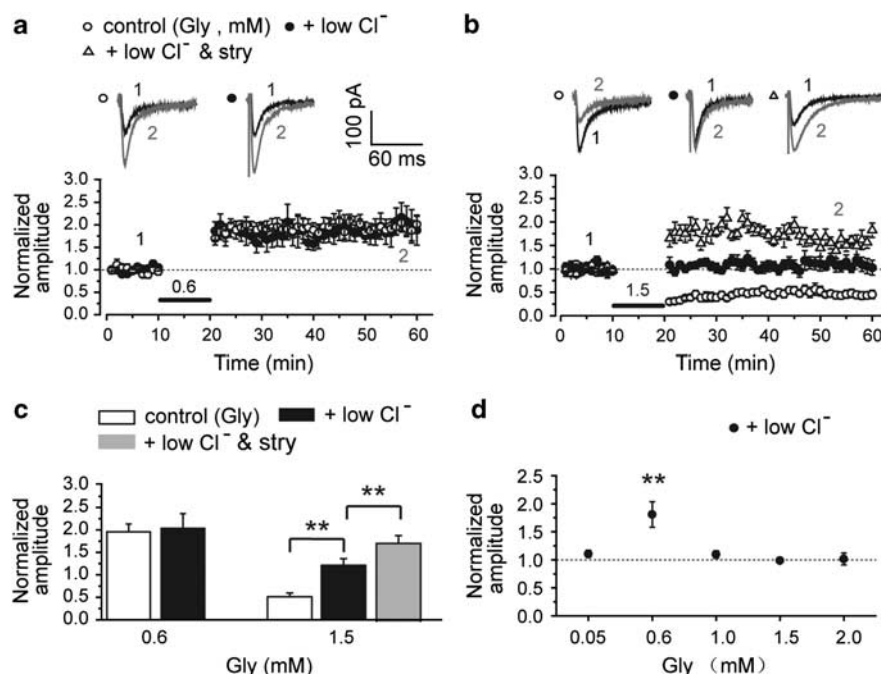 a
control (Gly , mM)
+ low Cl⁻
+ low Cl⁻ & stry
1
2
1
2
100 pA
60 ms
Normalized amplitude
3.0
2.5
2.0
1.5
1.0
0.5
0.0
1
2
0.6
0 10 20 30 40 50 60
Time (min)
b
2
1
1
2
1
2
Normalized amplitude
3.0
2.5
2.0
1.5
1.0
0.5
0.0
1
2
1.5
0 10 20 30 40 50 60
Time (min)
c
control (Gly)
+ low Cl⁻
+ low Cl⁻ & stry
Normalized amplitude
3.0
2.5
2.0
1.5
1.0
0.5
0.0
**
**
0.6 1.5
Gly (mM)
d
+ low Cl⁻
Normalized amplitude
2.5
2.0
1.5
1.0
0.5
0.0
**
0.05 0.6 1.0 1.5 2.0
Gly （mM）